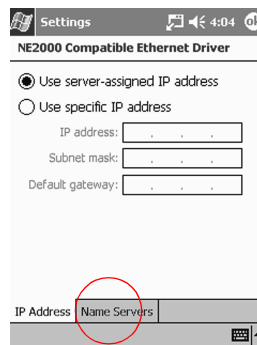 Settings 4:04 ok
NE2000 Compatible Ethernet Driver
Use server-assigned IP address
Use specific IP address
IP address: . . .
Subnet mask: . . .
Default gateway: . . .
IP Address Name Servers